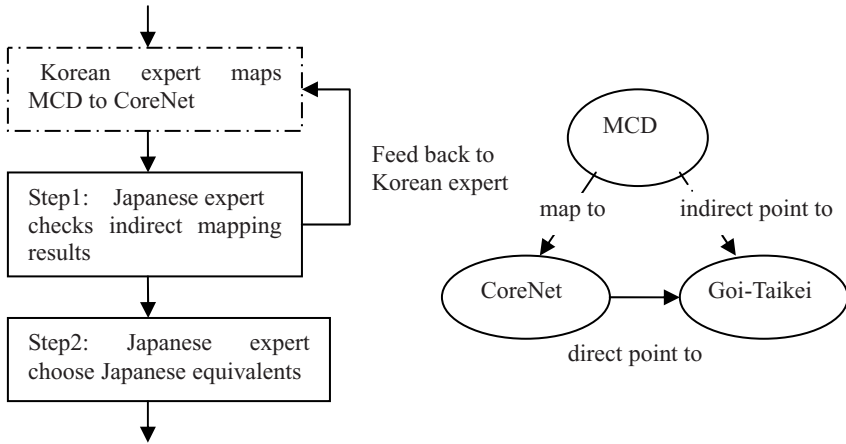 Korean expert maps
MCD to CoreNet
Feed back to
Korean expert
Step1: Japanese expert
checks indirect mapping
results
Step2: Japanese expert
choose Japanese equivalents
MCD
map to
indirect point to
CoreNet
Goi-Taikei
direct point to